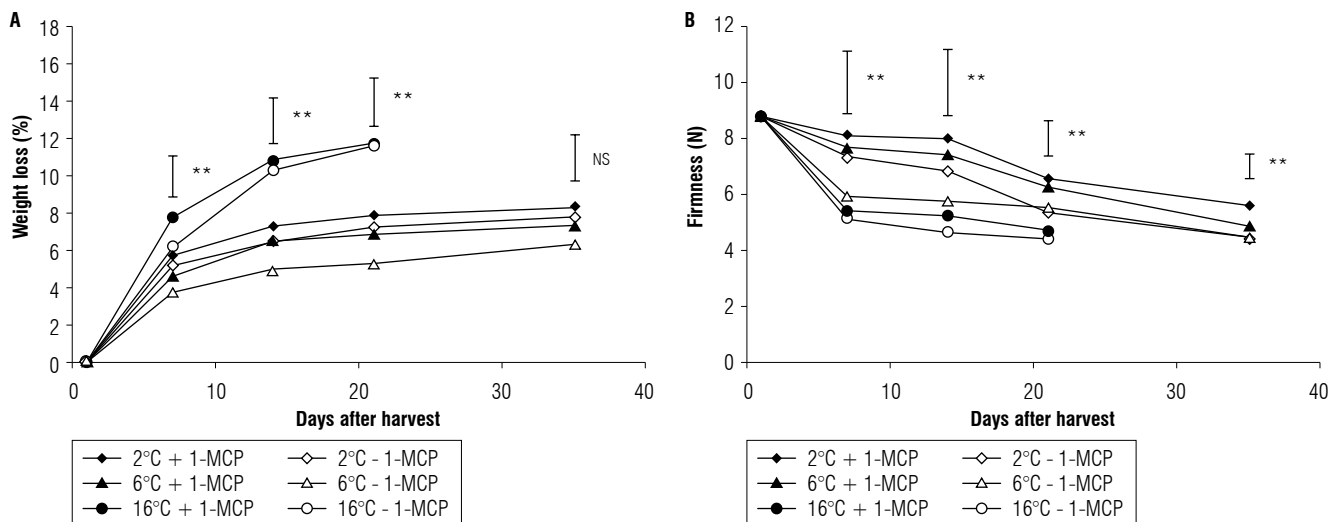 A
18
16
14
12
10
8
6
4
2
0
Weight loss (%)
**
**
**
NS
0 10 20 30 40
Days after harvest
2°C + 1-MCP 2°C - 1-MCP
6°C + 1-MCP 6°C - 1-MCP
16°C + 1-MCP 16°C - 1-MCP
B
12
10
8
6
4
2
0
Firmness (N)
**
**
**
**
0 10 20 30 40
Days after harvest
2°C + 1-MCP 2°C - 1-MCP
6°C + 1-MCP 6°C - 1-MCP
16°C + 1-MCP 16°C - 1-MCP